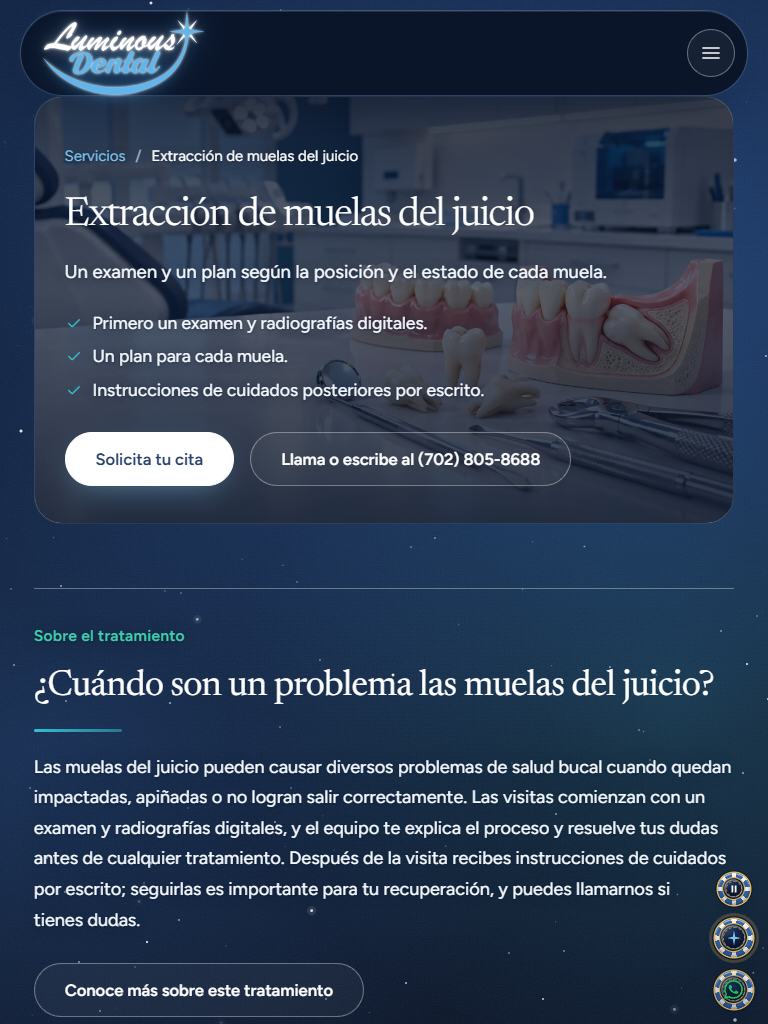 Luminous
Dental
Servicios / Extracción de muelas del juicio
Extracción de muelas del juicio
Un examen y un plan según la posición y el estado de cada muela.
Primero un examen y radiografías digitales.
Un plan para cada muela.
Instrucciones de cuidados posteriores por escrito.
Solicita tu cita
Llama o escribe al (702) 805-8688
Sobre el tratamiento
¿Cuándo son un problema las muelas del juicio?
Las muelas del juicio pueden causar diversos problemas de salud bucal cuando quedan
impactadas, apiñadas o no logran salir correctamente. Las visitas comienzan con un
examen y radiografías digitales, y el equipo te explica el proceso y resuelve tus dudas
antes de cualquier tratamiento. Después de la visita recibes instrucciones de cuidados
por escrito; seguirlas es importante para tu recuperación, y puedes llamarnos si
tienes dudas.
Conoce más sobre este tratamiento